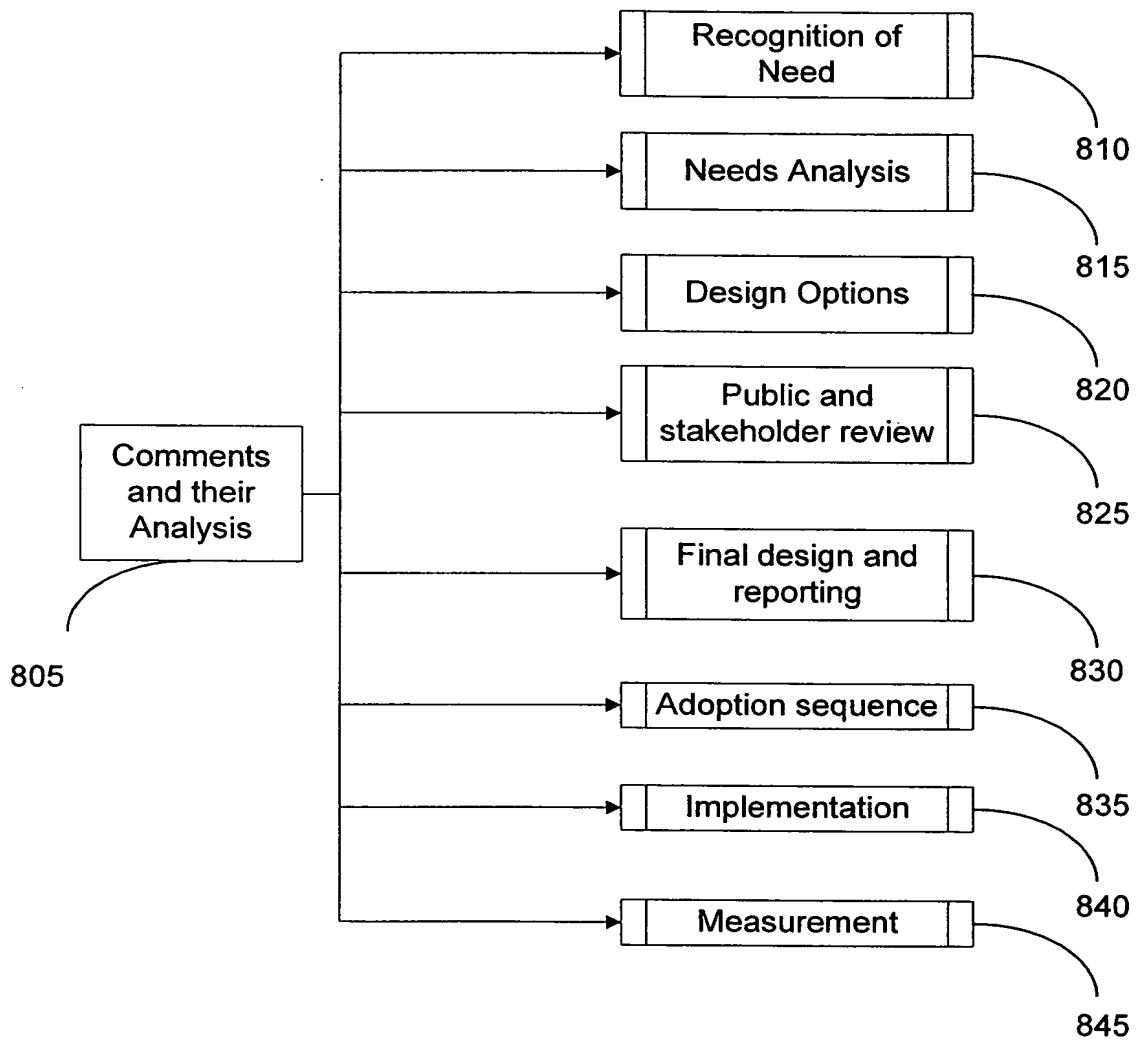 Recognition of
Need
810
Needs Analysis
815
Design Options
820
Public and
stakeholder review
825
Comments
and their
Analysis
805
Final design and
reporting
830
Adoption sequence
835
Implementation
840
Measurement
845